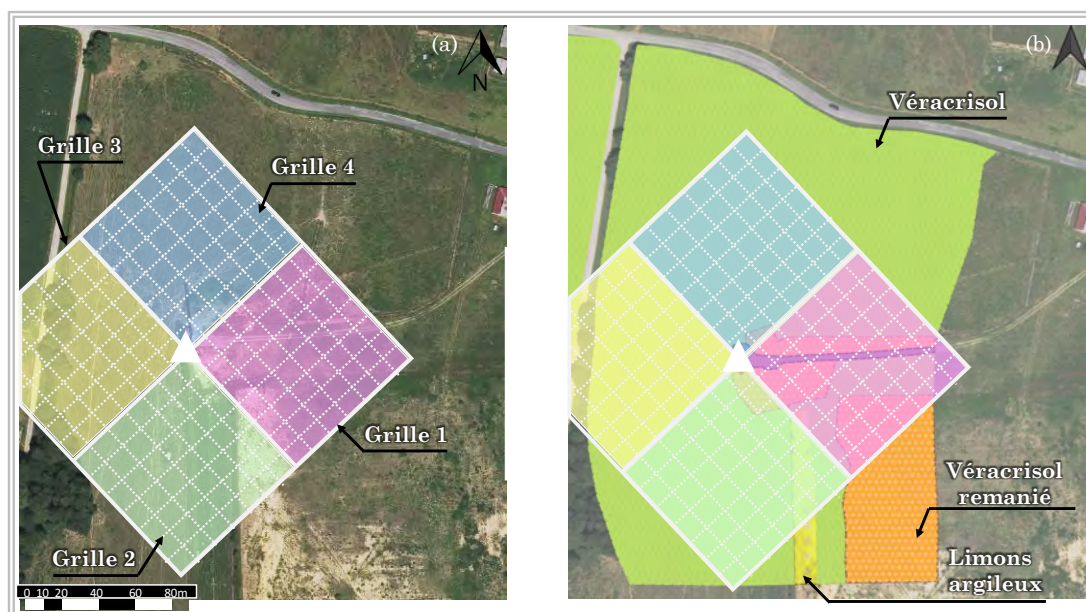 (a)
N
Grille 3
Grille 4
Grille 1
Grille 2
0 10 20 40 60 80m
(b)
Véracrisol
Véracrisol
remanié
Limons
argileux